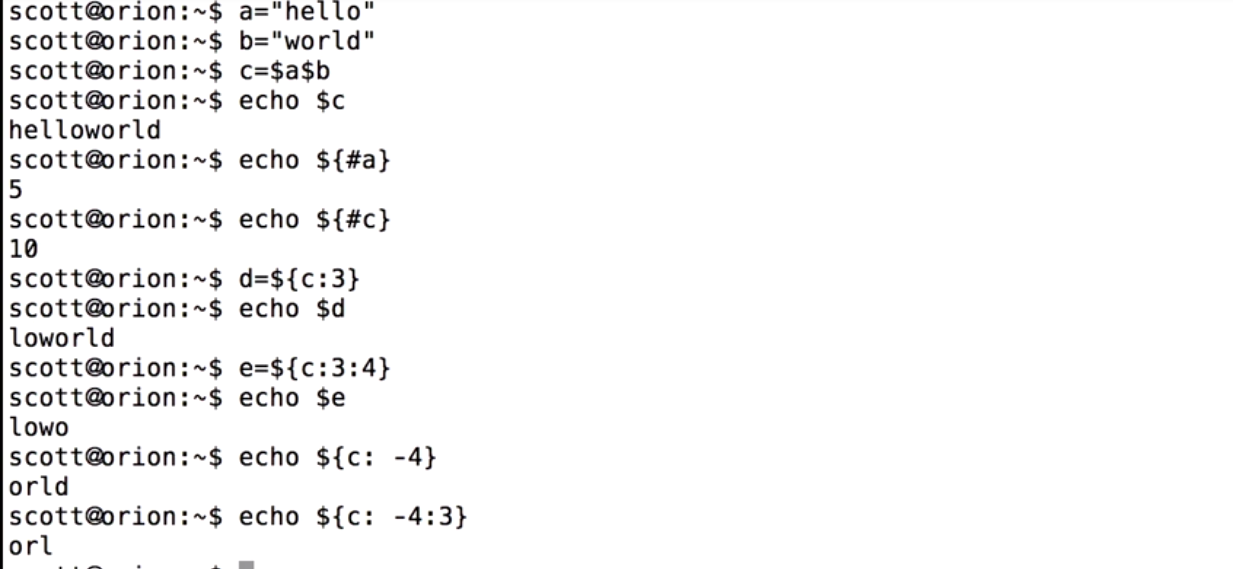 scott@orion:~$ a="hello"
scott@orion:~$ b="world"
scott@orion:~$ c=$a$b
scott@orion:~$ echo $c
helloworld
scott@orion:~$ echo ${#a}
5
scott@orion:~$ echo ${#c}
10
scott@orion:~$ d=${c:3}
scott@orion:~$ echo $d
loworld
scott@orion:~$ e=${c:3:4}
scott@orion:~$ echo $e
lowo
scott@orion:~$ echo ${c: -4}
orld
scott@orion:~$ echo ${c: -4:3}
orl